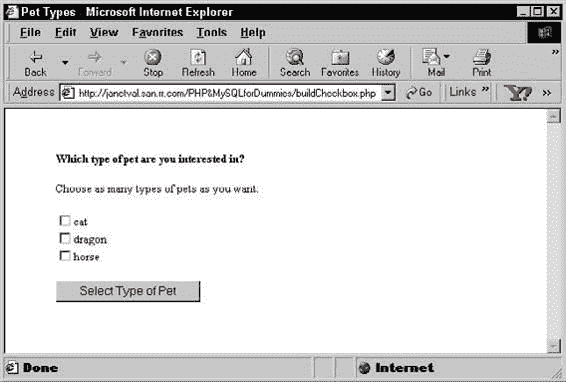 Pet Types - Microsoft Internet Explorer
File Edit View Favorites Tools Help
Back Forward Stop Refresh Home Search Favorites History Mail Print »
Address http://janetval.san.rr.com/PHP&MySQLforDummies/buildCheckbox.php Go Links » Y! »
Which type of pet are you interested in?
Choose as many types of pets as you want:
cat
dragon
horse
Select Type of Pet
Done Internet